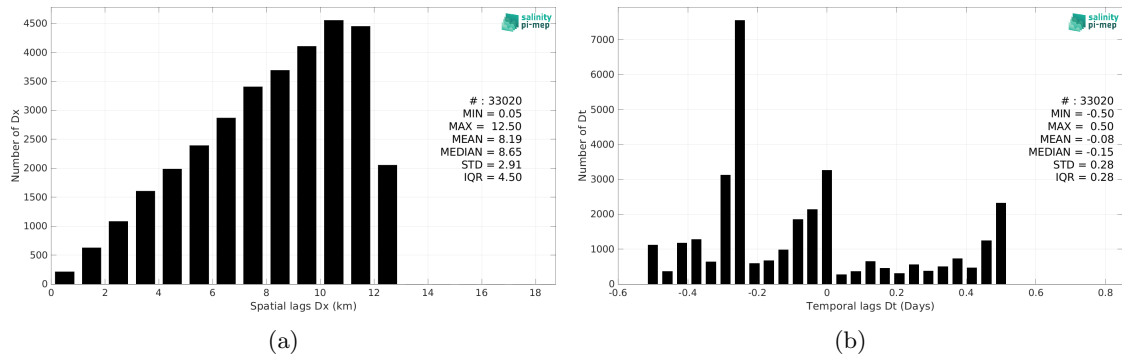 salinity
pi-mep
4500
4000
3500
3000
2500
2000
1500
1000
500
0
Number of Dx
# : 33020
MIN = 0.05
MAX = 12.50
MEAN = 8.19
MEDIAN = 8.65
STD = 2.91
IQR = 4.50
0 2 4 6 8 10 12 14 16 18
Spatial lags Dx (km)
(a)
salinity
pi-mep
7000
6000
5000
4000
3000
2000
1000
0
Number of Dt
# : 33020
MIN = -0.50
MAX = 0.50
MEAN = -0.08
MEDIAN = -0.15
STD = 0.28
IQR = 0.28
-0.6 -0.4 -0.2 0 0.2 0.4 0.6 0.8
Temporal lags Dt (Days)
(b)